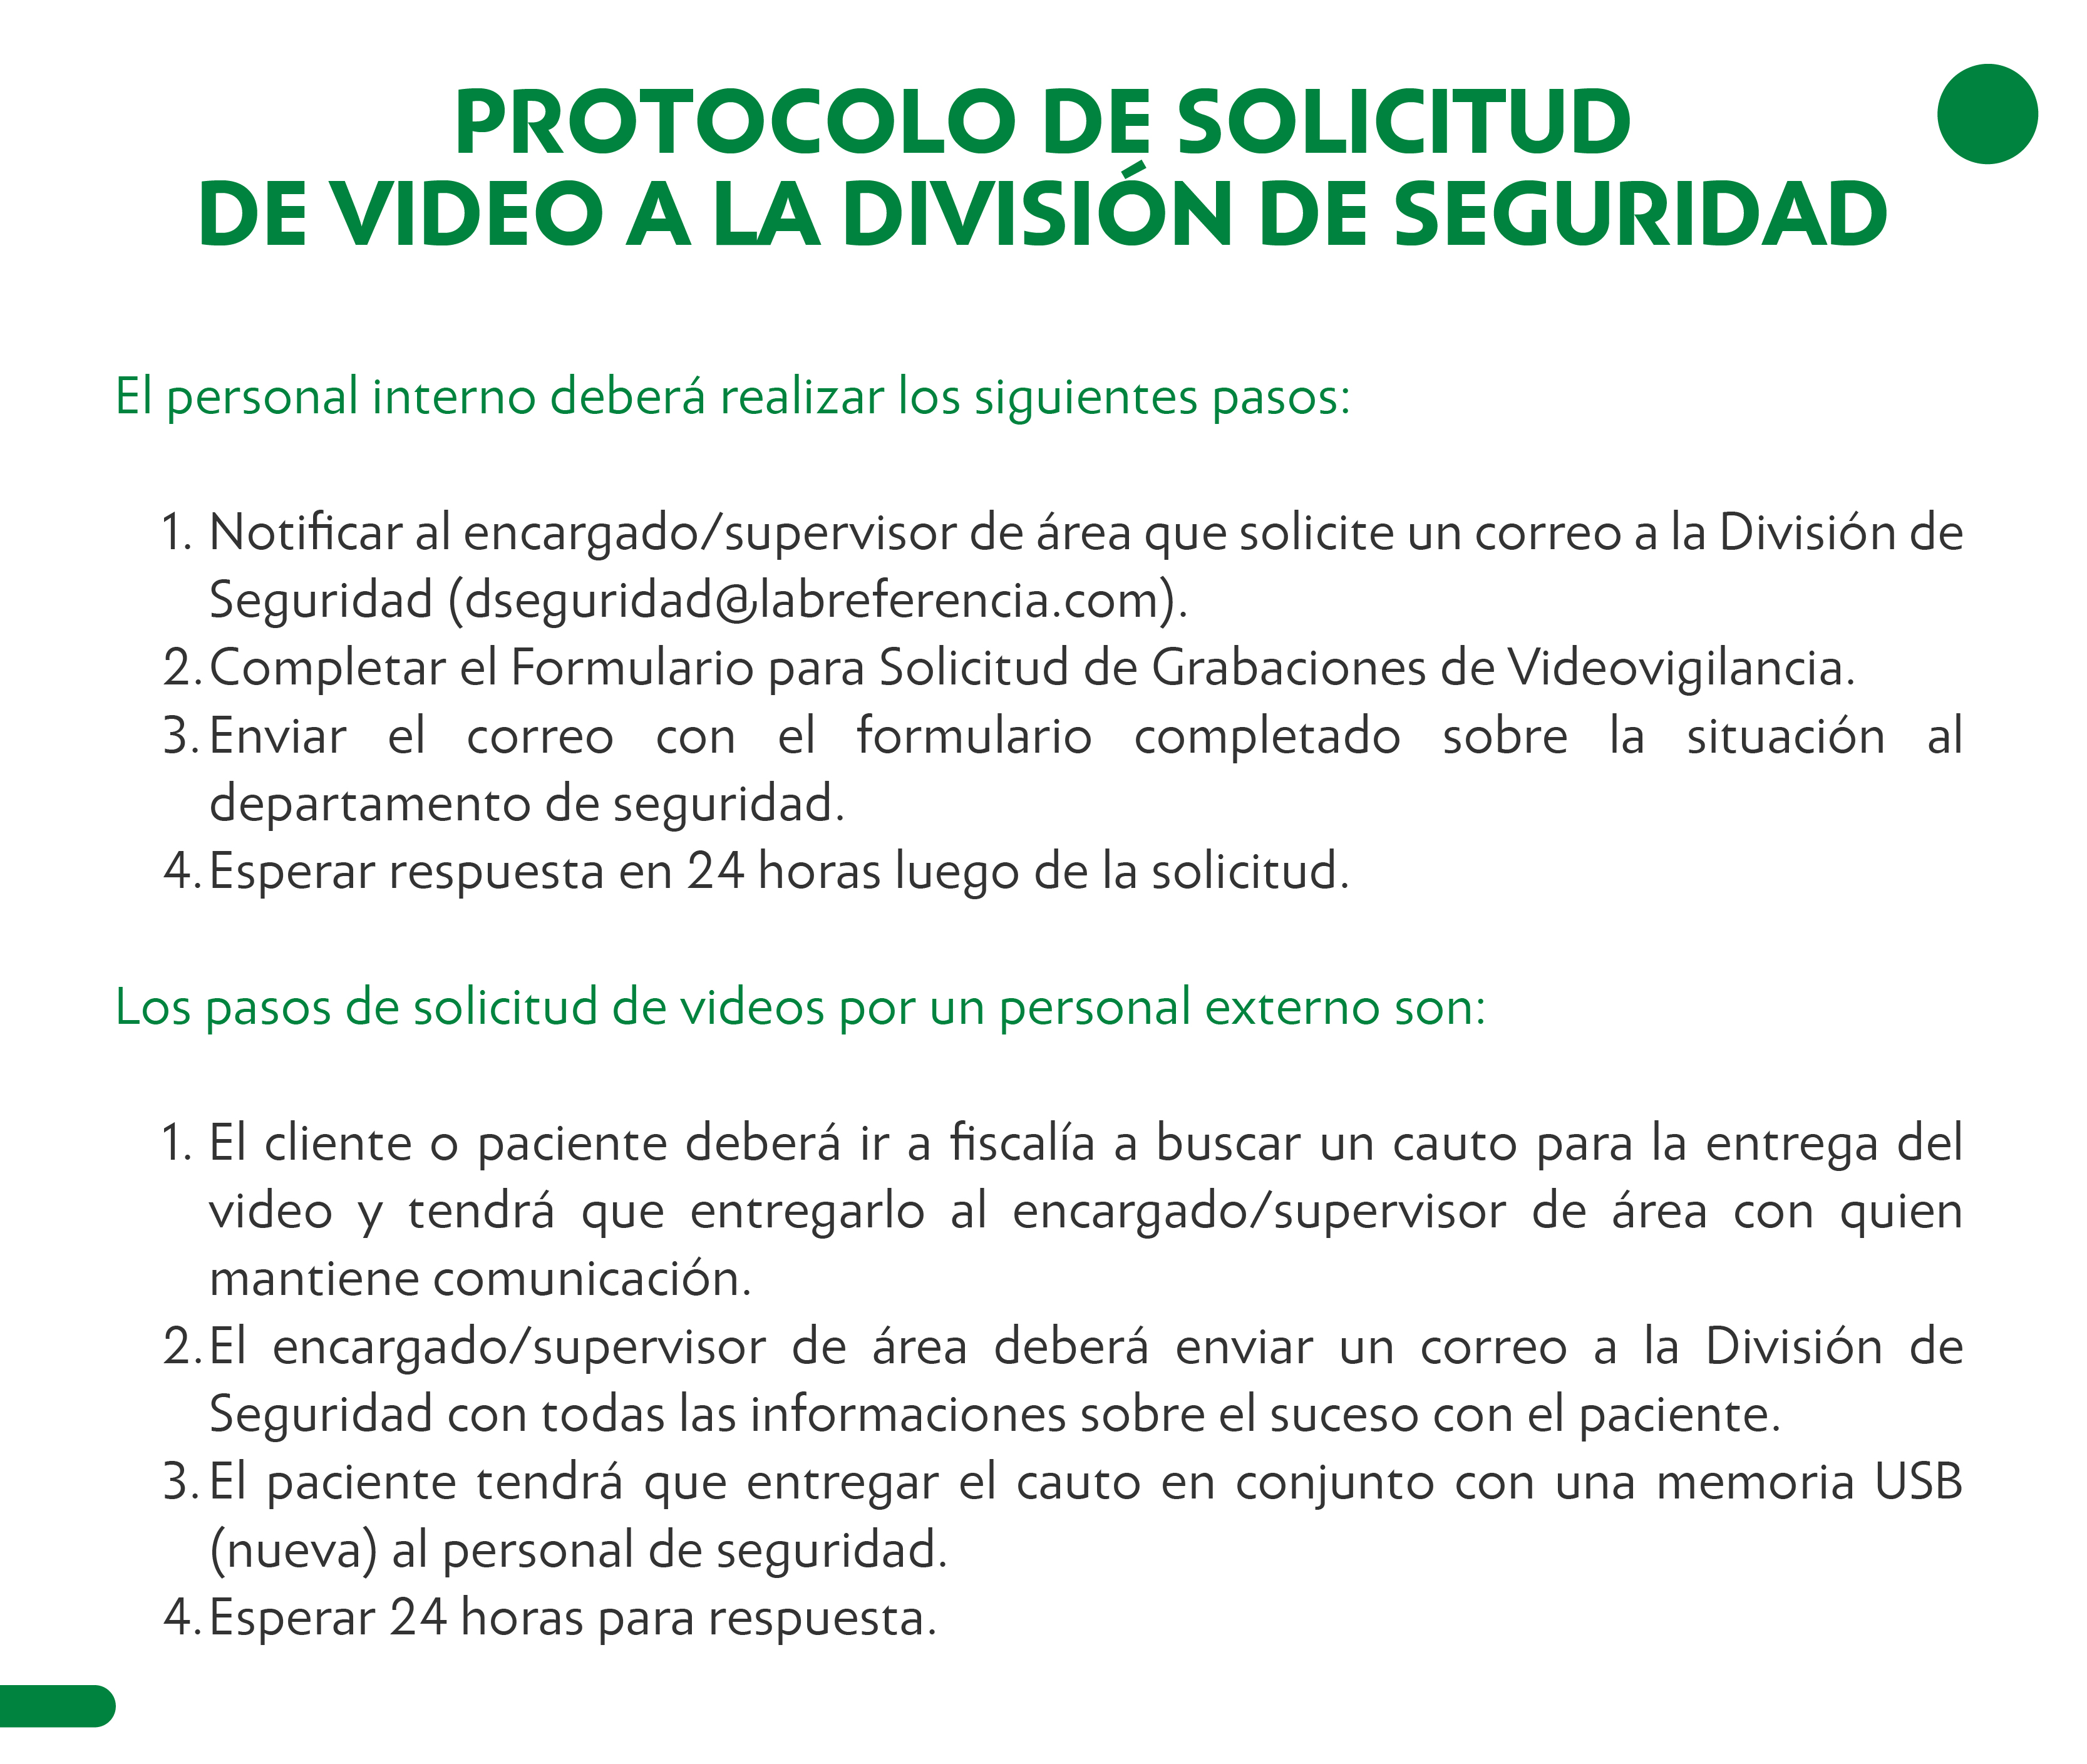 PROTOCOLO DE SOLICITUD
DE VIDEO A LA DIVISIÓN DE SEGURIDAD
El personal interno deberá realizar los siguientes pasos:
1. Notificar al encargado/supervisor de área que solicite un correo a la División de
Seguridad (dseguridad@labreferencia.com).
2. Completar el Formulario para Solicitud de Grabaciones de Videovigilancia.
3. Enviar el correo con el formulario completado sobre la situación al
departamento de seguridad.
4. Esperar respuesta en 24 horas luego de la solicitud.
Los pasos de solicitud de videos por un personal externo son:
1. El cliente o paciente deberá ir a fiscalía a buscar un cauto para la entrega del
video y tendrá que entregarlo al encargado/supervisor de área con quien
mantiene comunicación.
2. El encargado/supervisor de área deberá enviar un correo a la División de
Seguridad con todas las informaciones sobre el suceso con el paciente.
3. El paciente tendrá que entregar el cauto en conjunto con una memoria USB
(nueva) al personal de seguridad.
4. Esperar 24 horas para respuesta.